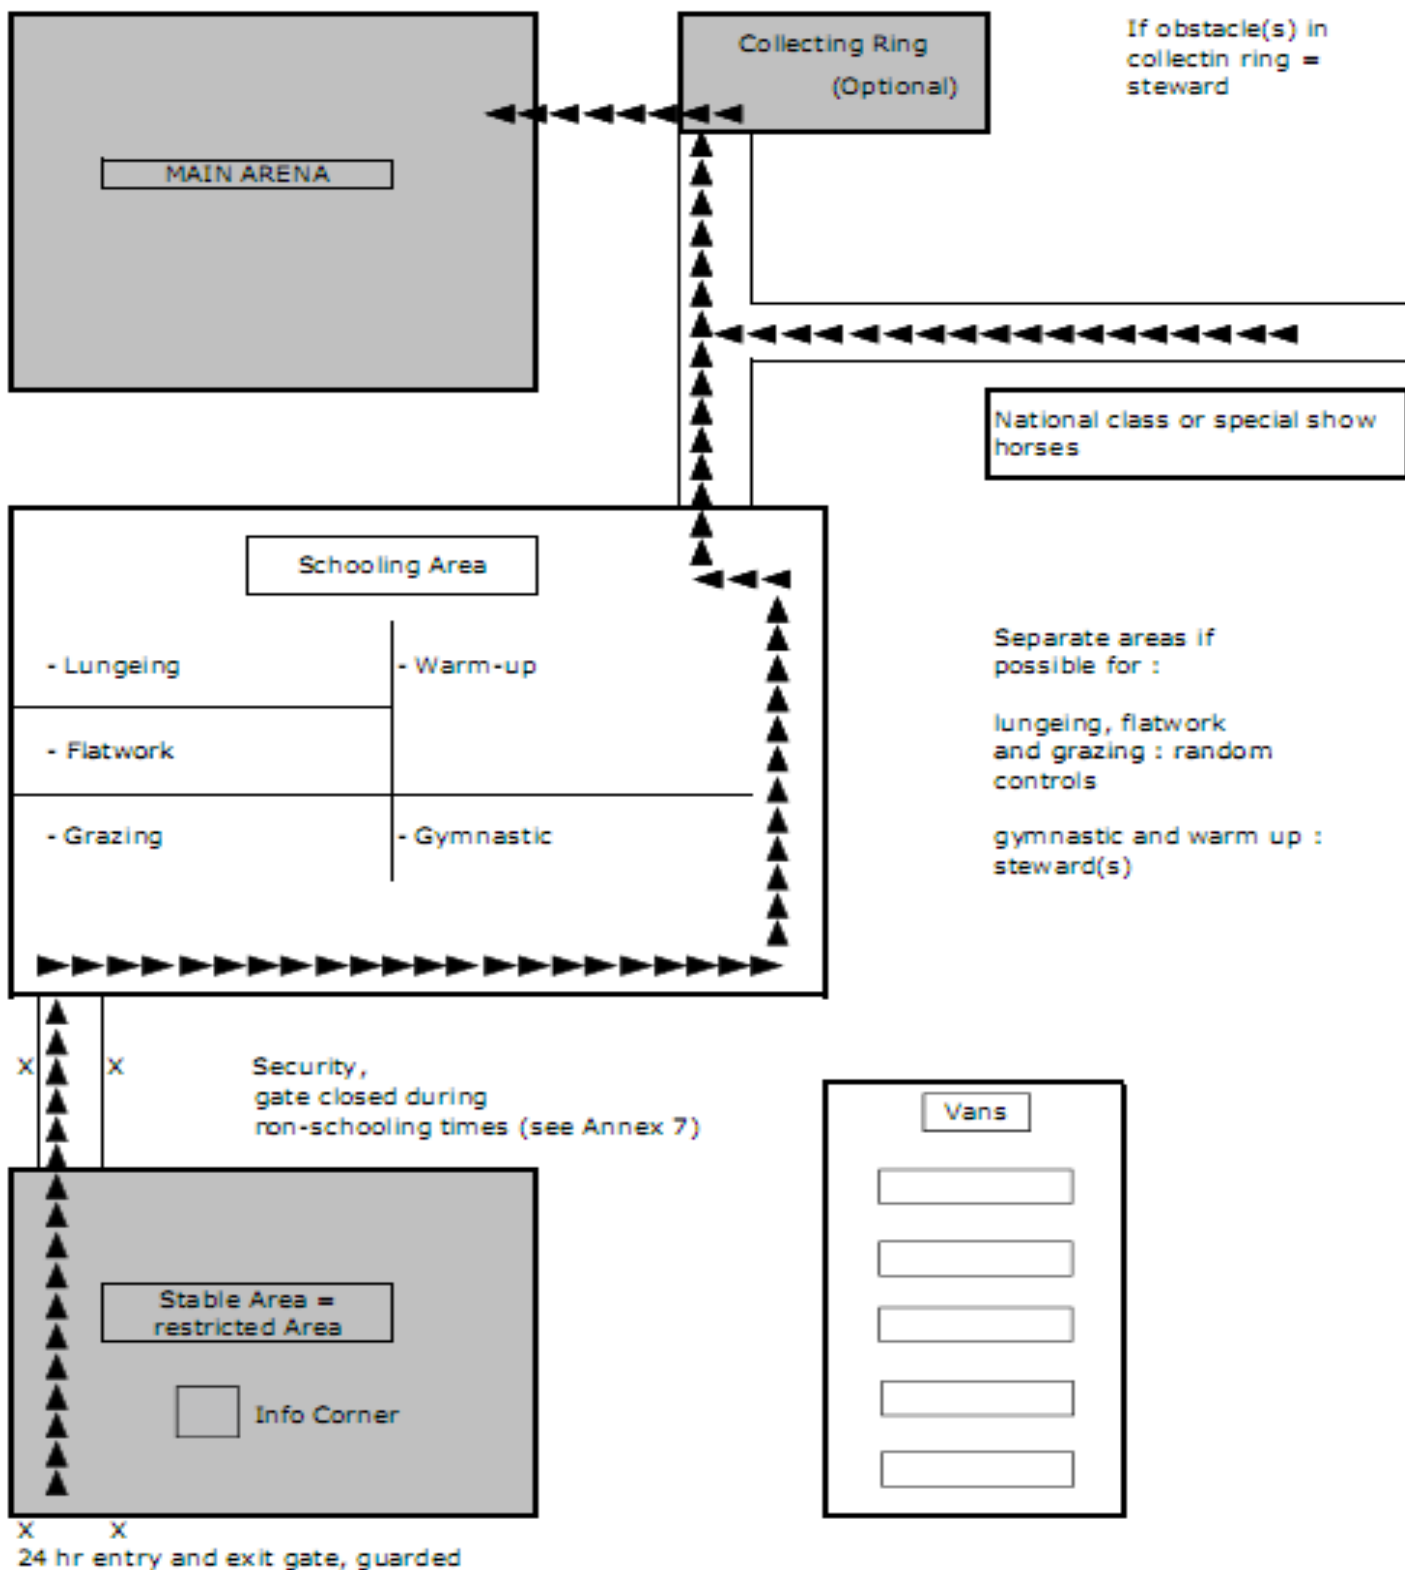 Collecting Ring
(Optional)
If obstacle(s) in
collectin ring =
steward
MAIN ARENA
National class or special show
horses
Schooling Area
- Lungeing
- Warm-up
- Flatwork
- Grazing
- Gymnastic
Separate areas if
possible for :
lungeing, flatwork
and grazing : random
controls
gymnastic and warm up :
steward(s)
X
X
Security,
gate closed during
non-schooling times (see Annex 7)
Vans
Stable Area =
restricted Area
Info Corner
X
X
24 hr entry and exit gate, guarded